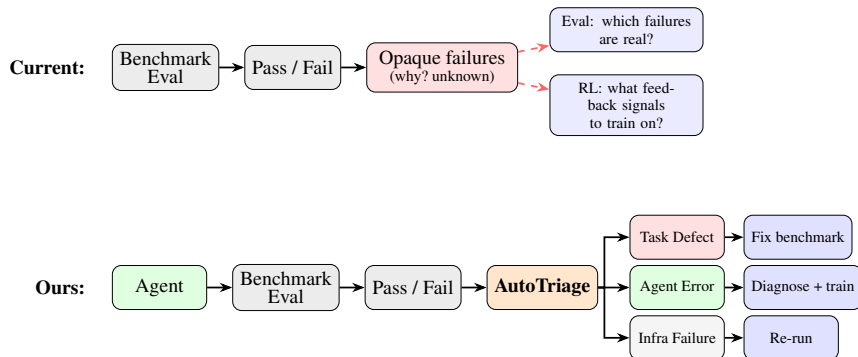 Current:
Benchmark
Eval
Pass / Fail
Opaque failures
(why? unknown)
Eval: which failures
are real?
RL: what feed-
back signals
to train on?
Ours:
Agent
Benchmark
Eval
Pass / Fail
AutoTriage
Task Defect
Fix benchmark
Agent Error
Diagnose + train
Infra Failure
Re-run